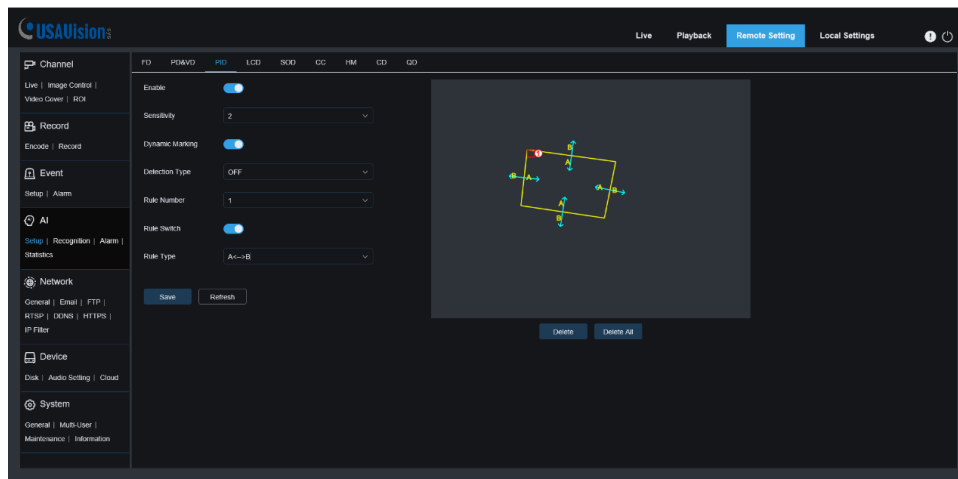 USAVision
Live Playback Remote Setting Local Settings
Channel
Live | Image Control |
Video Cover | ROI
Record
Encode | Record
Event
Setup | Alarm
AI
Setup | Recognition | Alarm |
Statistics
Network
General | Email | FTP |
RTSP | DDNS | HTTPS |
IP Filter
Device
Disk | Audio Setting | Cloud
System
General | Multi-User |
Maintenance | Information
FD PD&VD PID LCD SOD CC HM CD QD
Enable
Sensitivity 2
Dynamic Marking
Detection Type OFF
Rule Number 1
Rule Switch
Rule Type A<-->B
Save Refresh
1
B
A
B A
A B
A
B
Delete Delete All